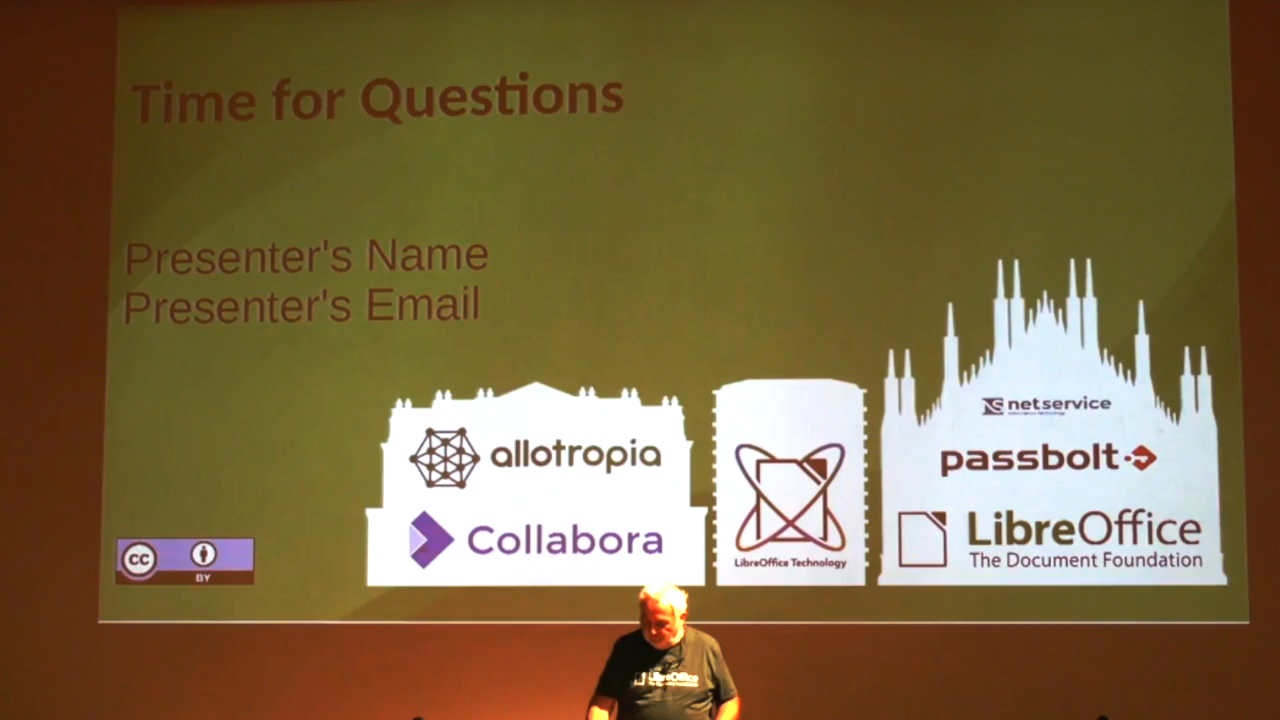 Time for Questions
Presenter's Name
Presenter's Email
netservice
allotropia
passbolt
Collabora
LibreOffice Technology
LibreOffice
The Document Foundation
CC
BY
LibreOffice